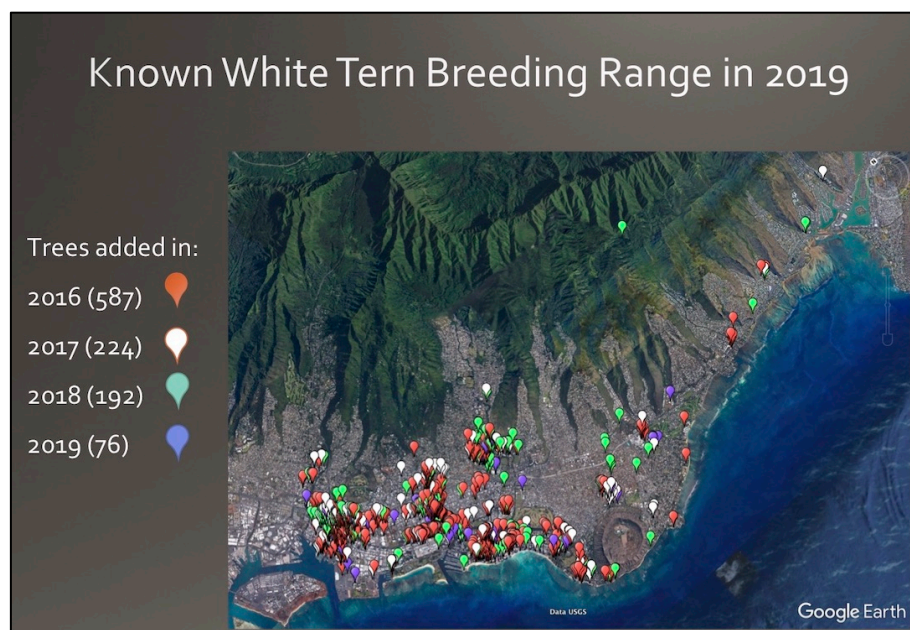 Known White Tern Breeding Range in 2019
Trees added in:
2016 (587)
2017 (224)
2018 (192)
2019 (76)
Data USGS
Google Earth